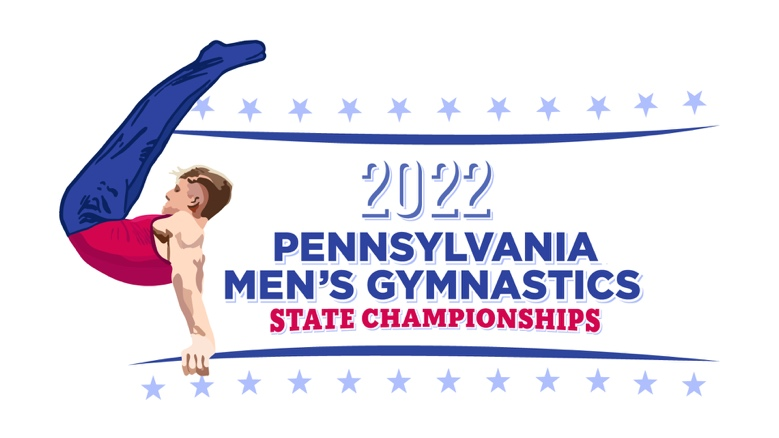 2022
PENNSYLVANIA
MEN'S GYMNASTICS
STATE CHAMPIONSHIPS